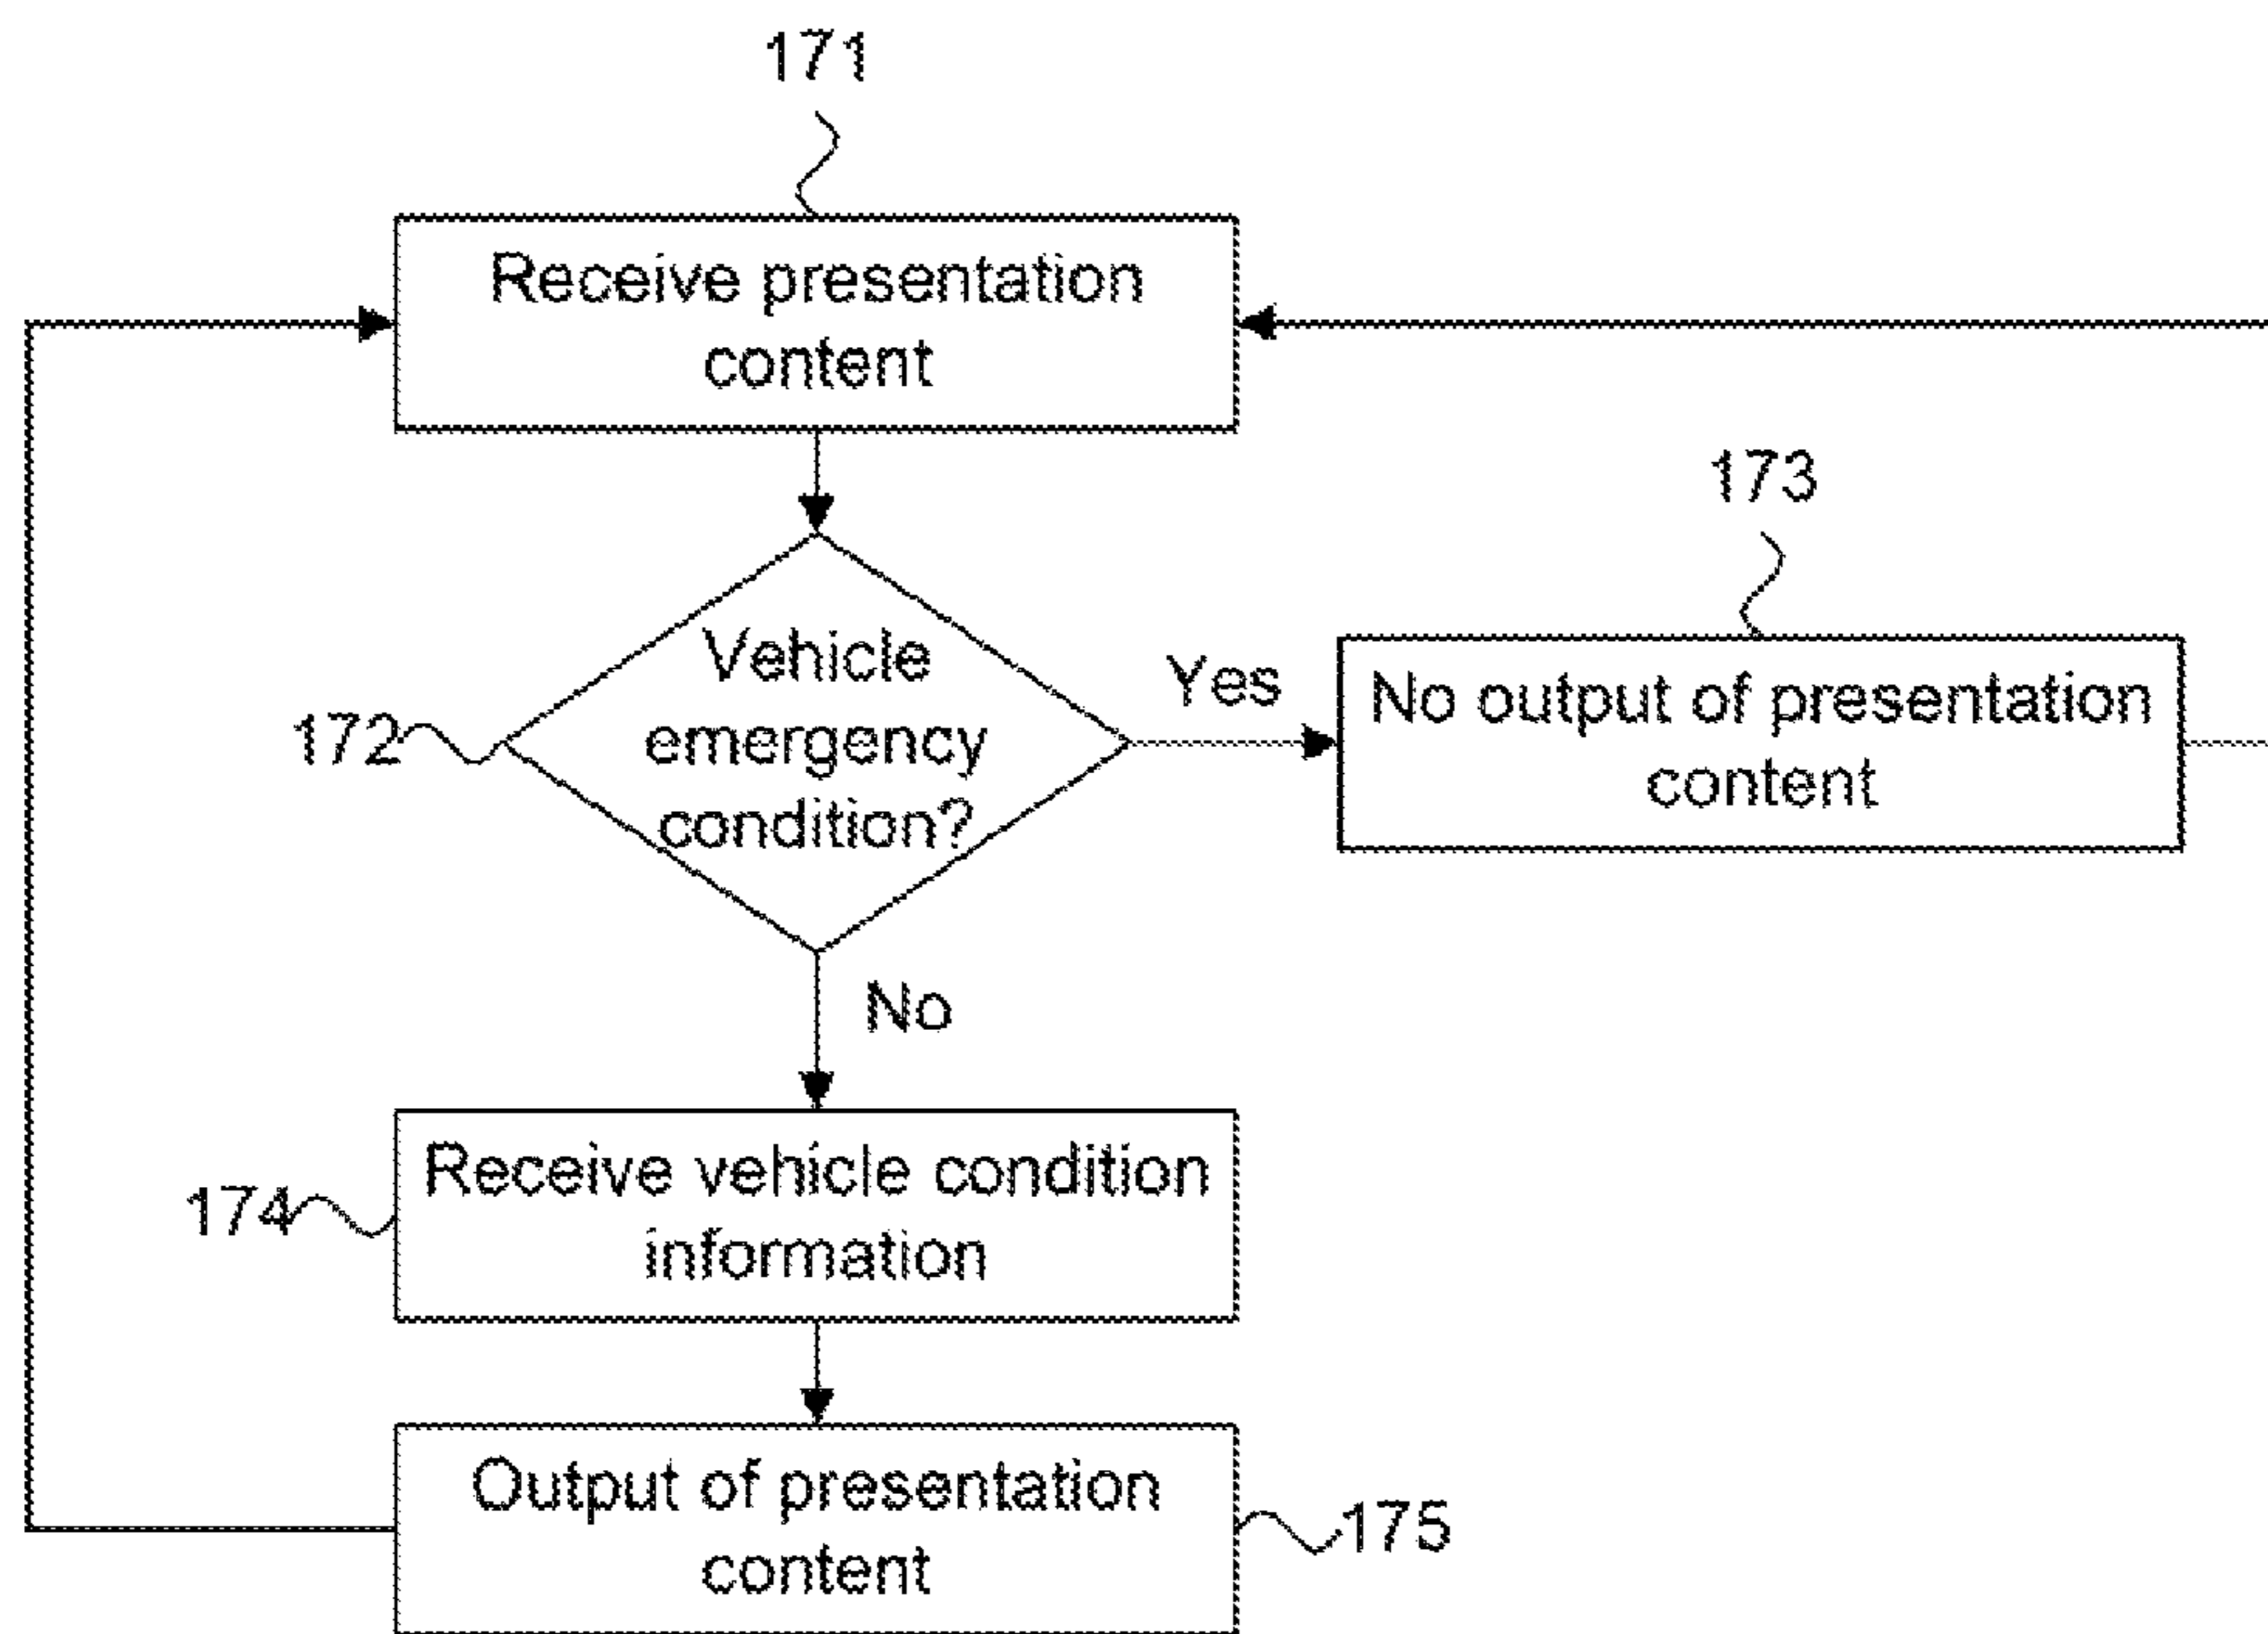 171
Receive presentation
content
173
Vehicle
emergency
condition?
172
Yes
No output of presentation
content
No
Receive vehicle condition
information
174
Output of presentation
content
175